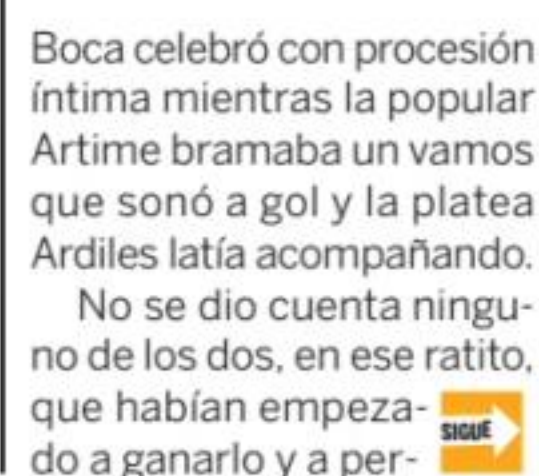 Boca celebró con procesión
íntima mientras la popular
Artime bramaba un vamos
que sonó a gol y la platea
Ardiles latía acompañando.
No se dio cuenta ningu-
no de los dos, en ese ratito,
que habían empeza-
SIGUE
do a ganarlo y a per-